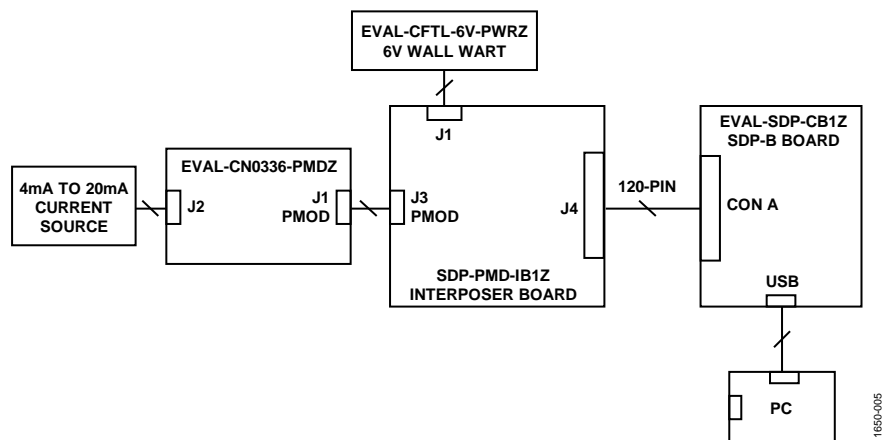 EVAL-CFTL-6V-PWRZ
6V WALL WART
J1
EVAL-SDP-CB1Z
SDP-B BOARD
EVAL-CN0336-PMDZ
4mA TO 20mA
CURRENT
SOURCE
J2
J1
PMOD
J3
PMOD
J4
120-PIN
CON A
SDP-PMD-IB1Z
INTERPOSER BOARD
USB
PC
1650-005